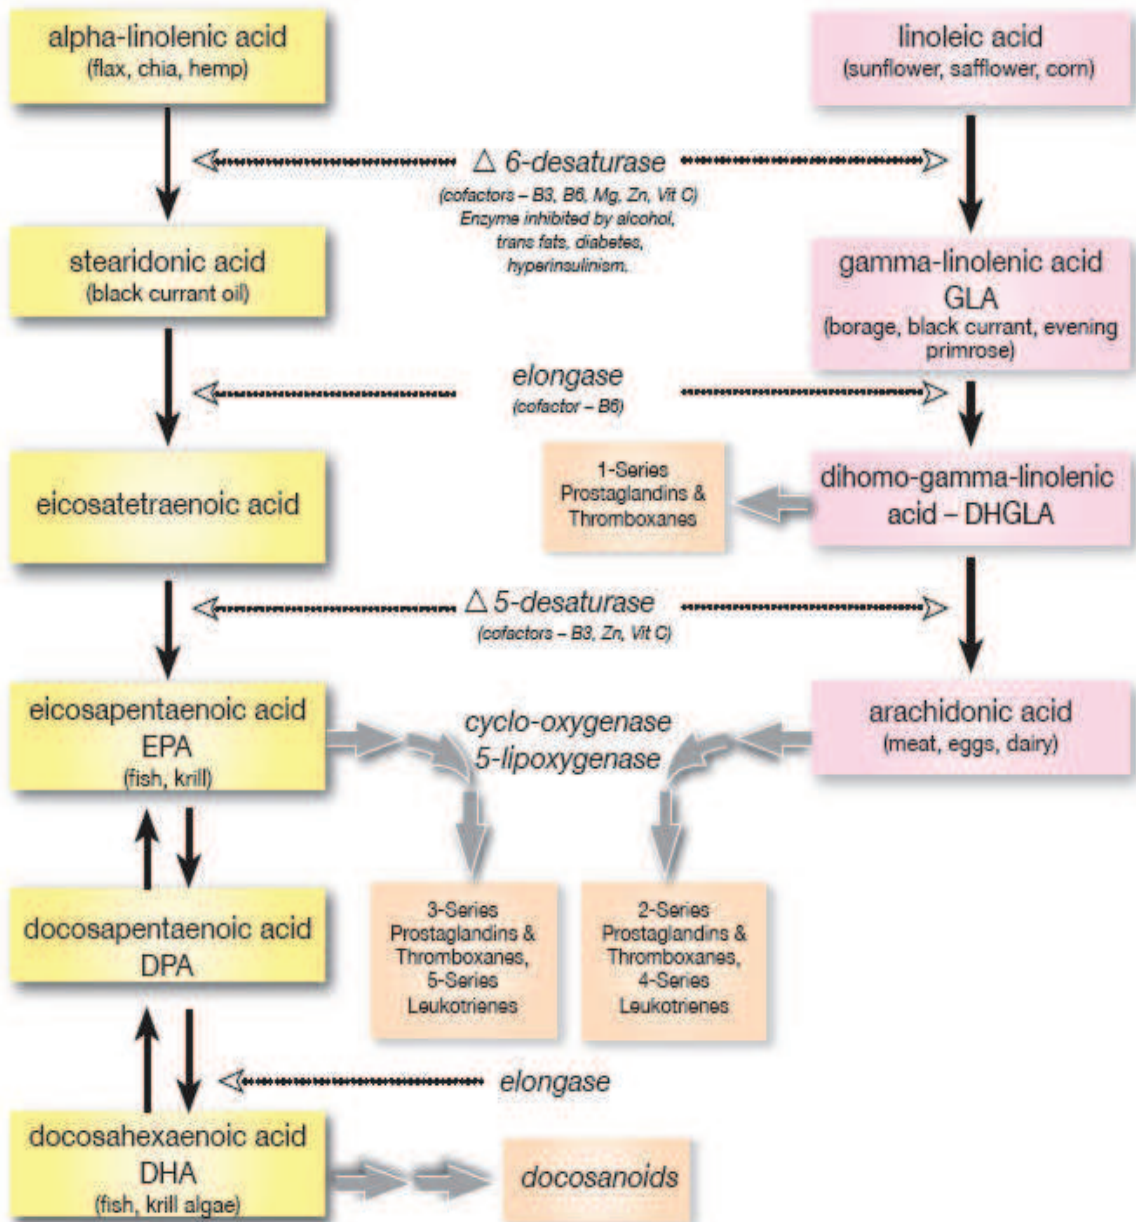 alpha-linolenic acid
(flax, chia, hemp)
linoleic acid
(sunflower, safflower, corn)
△ 6-desaturase
(cofactors – B3, B6, Mg, Zn, Vit C)
Enzyme inhibited by alcohol,
trans fats, diabetes,
hyperinsulinism.
stearidonic acid
(black currant oil)
gamma-linolenic acid
GLA
(borage, black currant, evening
primrose)
elongase
(cofactor – B6)
eicosatetraenoic acid
1-Series
Prostaglandins &
Thromboxanes
dihomo-gamma-linolenic
acid – DHGLA
△ 5-desaturase
(cofactors – B3, Zn, Vit C)
eicosapentaenoic acid
EPA
(fish, krill)
cyclo-oxygenase
5-lipoxygenase
arachidonic acid
(meat, eggs, dairy)
docosapentaenoic acid
DPA
3-Series
Prostaglandins &
Thromboxanes,
5-Series
Leukotrienes
2-Series
Prostaglandins &
Thromboxanes,
4-Series
Leukotrienes
elongase
docosahexaenoic acid
DHA
(fish, krill algae)
docosanoids